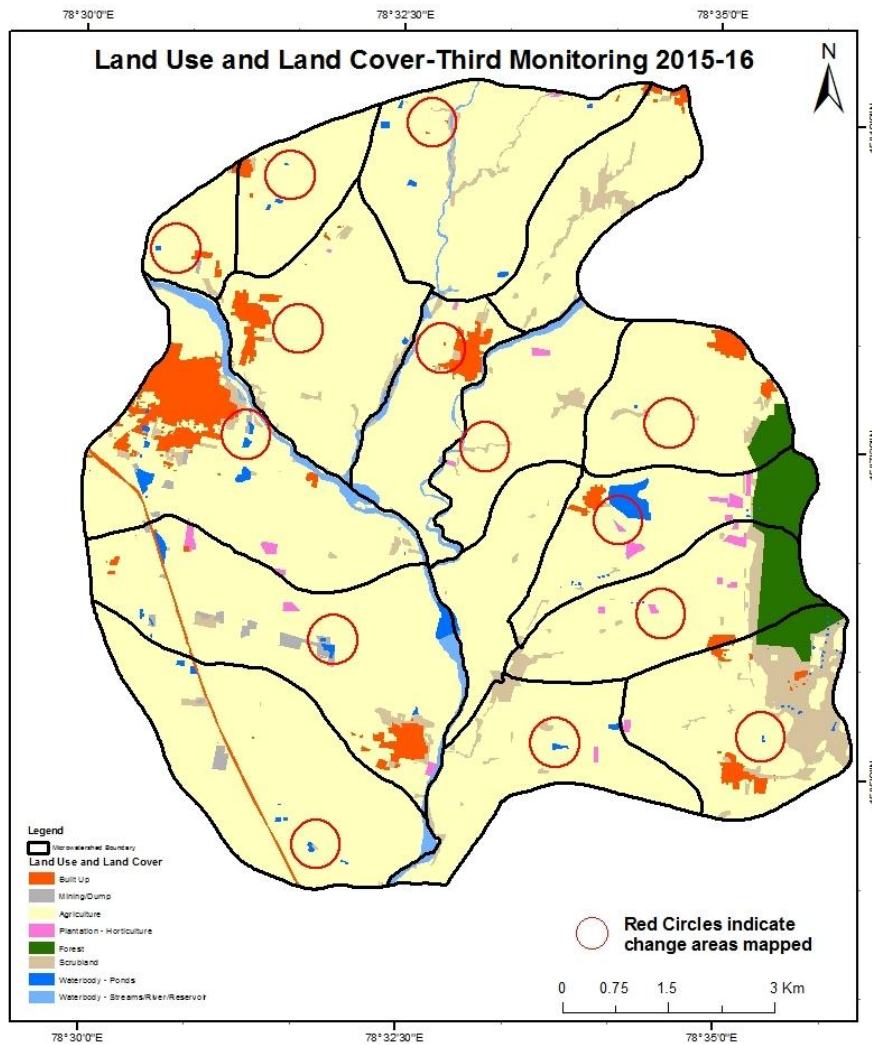 78°30'0"E 78°32'30"E 78°35'0"E
Land Use and Land Cover-Third Monitoring 2015-16
N
Legend
Microwatershed Boundary
Land Use and Land Cover
Built Up
Mining/Dump
Agriculture
Plantation - Horticulture
Forest
Scrubland
Waterbody - Ponds
Waterbody - Streams/River/Reservoir
Red Circles indicate
change areas mapped
0 0.75 1.5 3 Km
78°30'0"E 78°32'30"E 78°35'0"E